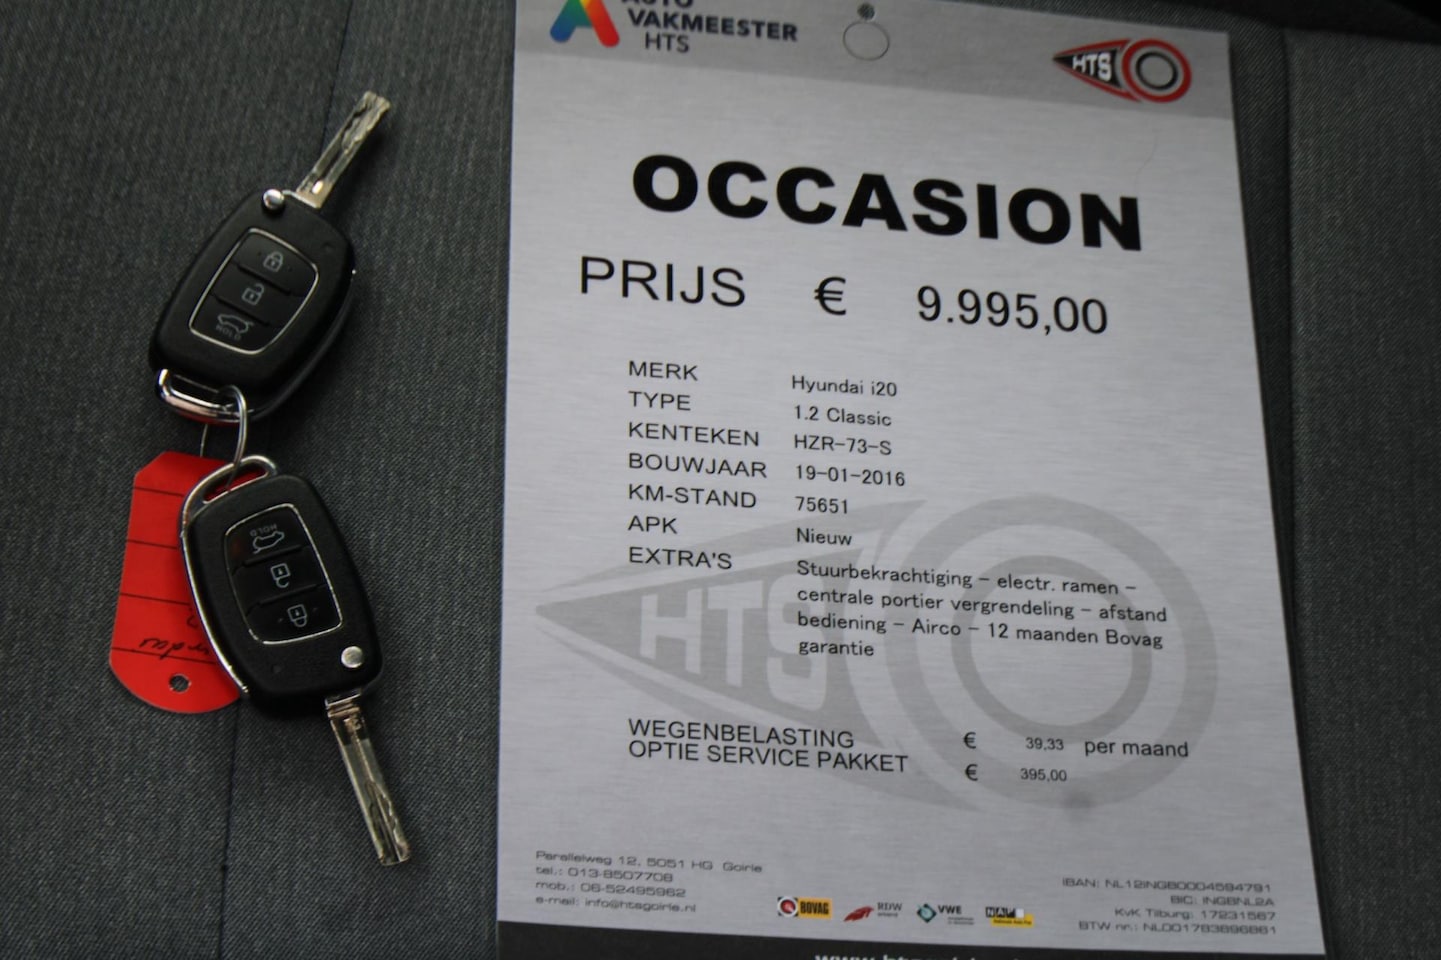 AUTO
VAKMEESTER
HTS
HTS
OCCASION
PRIJS € 9.995,00
MERK Hyundai i20
TYPE 1.2 Classic
KENTEKEN HZR-73-S
BOUWJAAR 19-01-2016
KM-STAND 75651
APK Nieuw
EXTRA'S Stuurbekrachtiging - electr. ramen -
centrale portier vergrendeling - afstand
bediening - Airco - 12 maanden Bovag
garantie
HTS
WEGENBELASTING € 39,33 per maand
OPTIE SERVICE PAKKET € 395,00
Parallelweg 12, 5051 HG Goirle
tel.: 013-8507708
mob.: 06-52495962
e-mail: info@htsgoirle.nl
BOVAG
RDW
VWE
NAP
IBAN: NL12INGB0004594791
BIC: INGBNL2A
KvK Tilburg: 17231567
BTW nr.: NL001783896B61
HOLD
HOLD